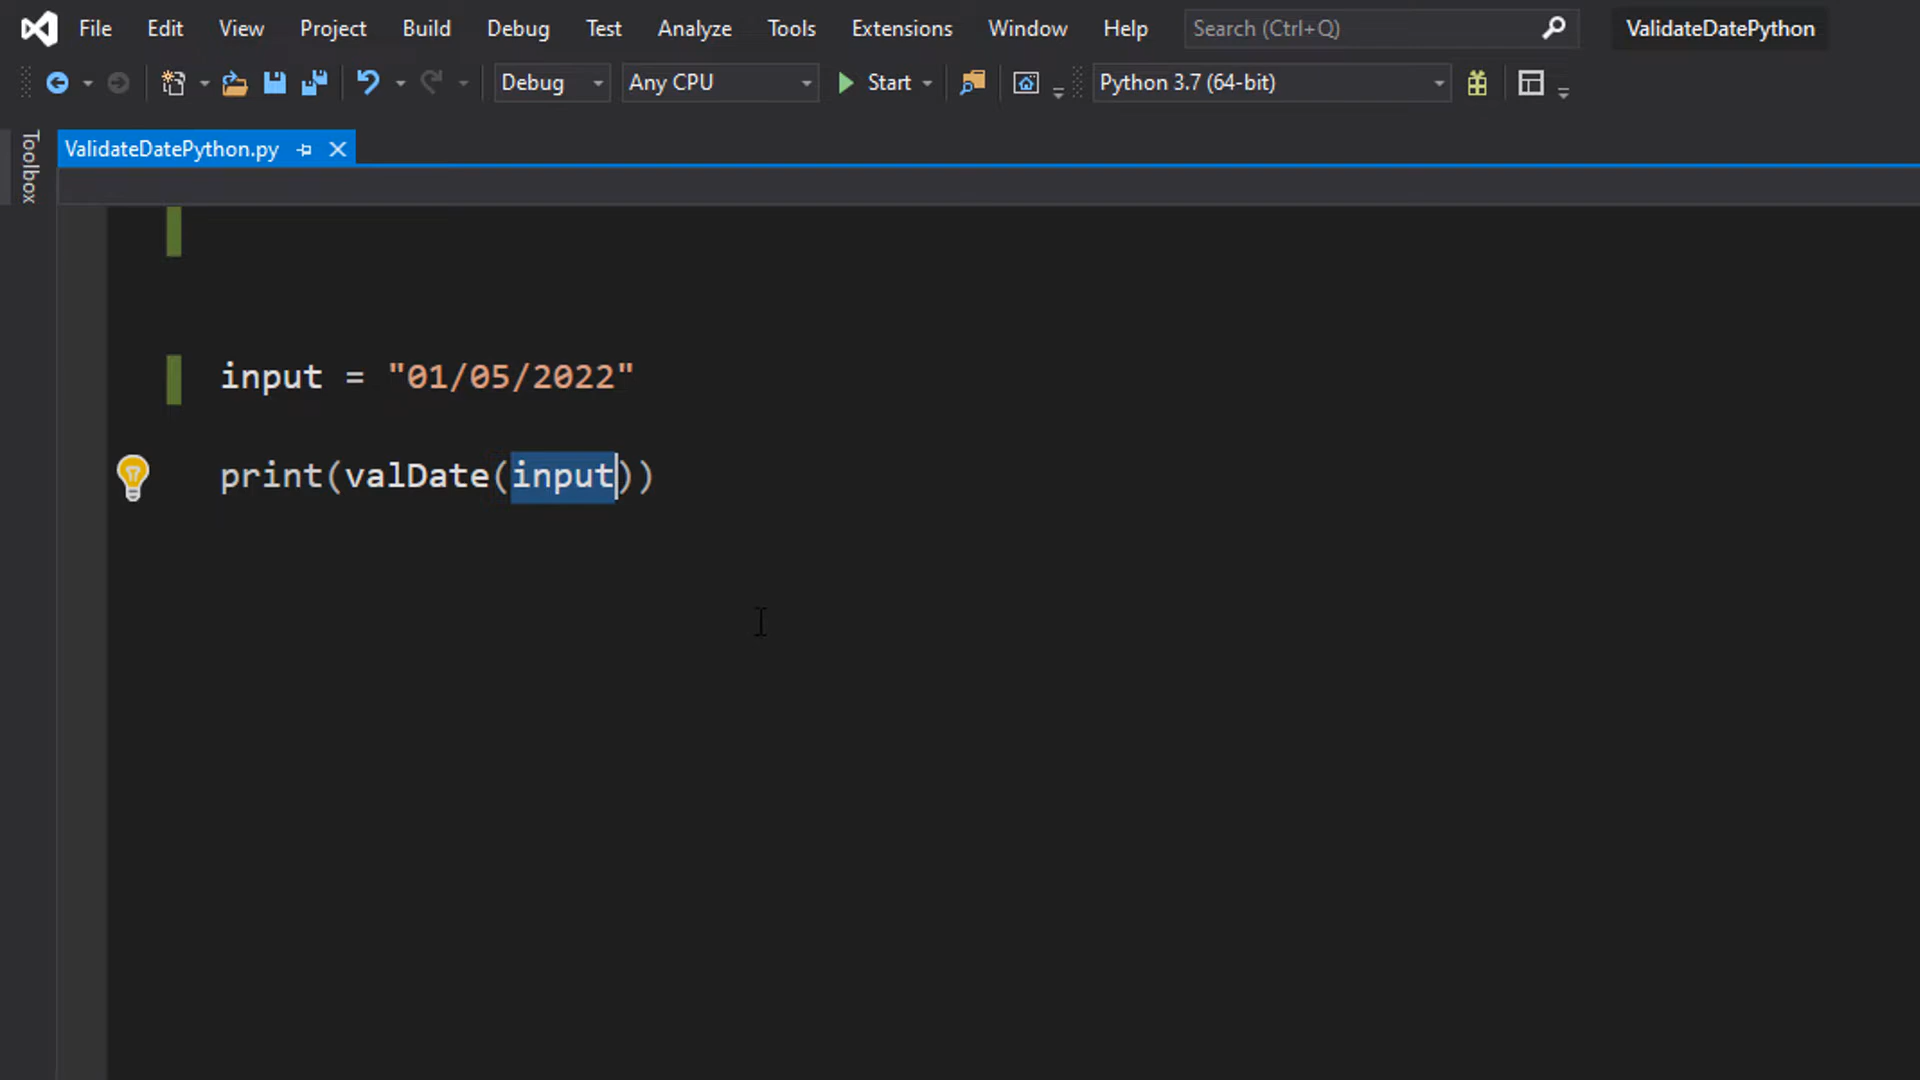 File Edit View Project Build Debug Test Analyze Tools Extensions Window Help Search (Ctrl+Q) ValidateDatePython
Debug Any CPU Start Python 3.7 (64-bit)
Toolbox
ValidateDatePython.py
input = "01/05/2022"
print(valDate(input))